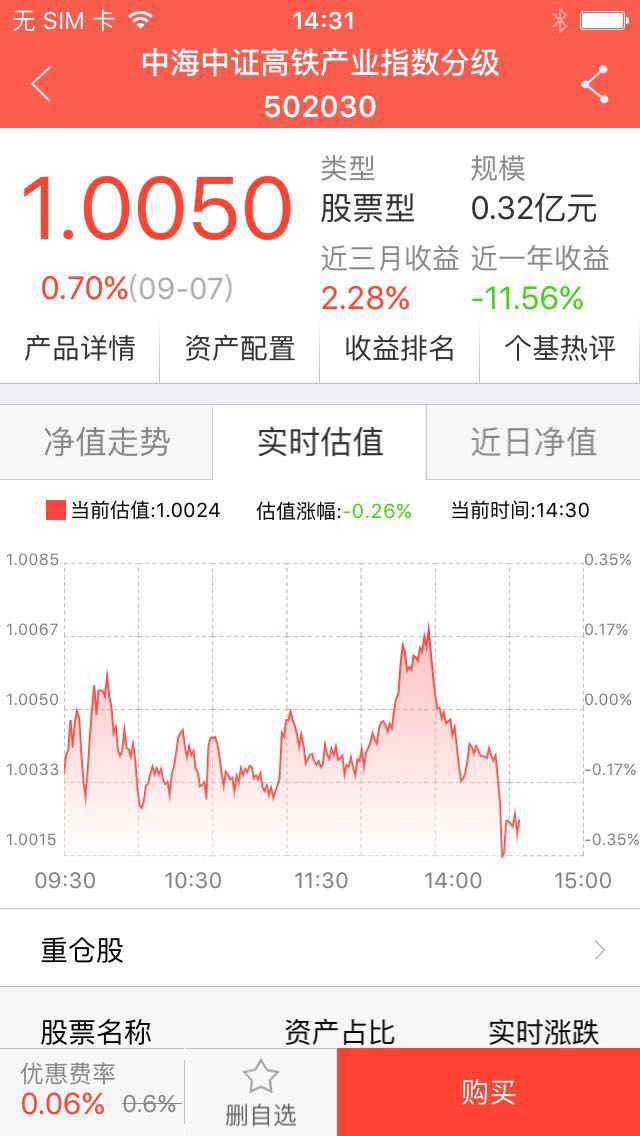 无 SIM 卡 14:31
中海中证高铁产业指数分级
502030
1.0050
0.70%(09-07)
类型 规模
股票型 0.32亿元
近三月收益 近一年收益
2.28% -11.56%
产品详情 资产配置 收益排名 个基热评
净值走势 实时估值 近日净值
当前估值:1.0024 估值涨幅:-0.26% 当前时间:14:30
1.0085 0.35%
1.0067 0.17%
1.0050 0.00%
1.0033 -0.17%
1.0015 -0.35%
09:30 10:30 11:30 14:00 15:00
重仓股
股票名称 资产占比 实时涨跌
优惠费率
0.06% 0.6%
删自选
购买